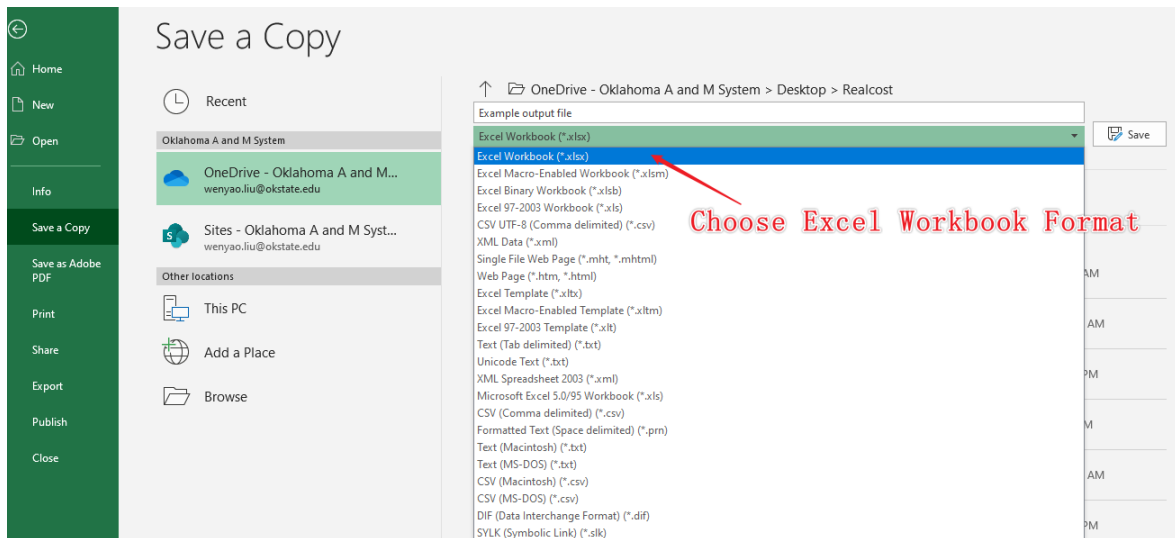 Save a Copy
Home
New
Open
Info
Save a Copy
Save as Adobe
PDF
Print
Share
Export
Publish
Close
Recent
Oklahoma A and M System
OneDrive - Oklahoma A and M...
wenyao.liu@okstate.edu
Sites - Oklahoma A and M Syst...
wenyao.liu@okstate.edu
Other locations
This PC
Add a Place
Browse
OneDrive - Oklahoma A and M System > Desktop > Realcost
Example output file
Excel Workbook (*.xlsx)
Save
Excel Workbook (*.xlsx)
Excel Macro-Enabled Workbook (*.xlsm)
Excel Binary Workbook (*.xlsb)
Excel 97-2003 Workbook (*.xls)
CSV UTF-8 (Comma delimited) (*.csv)
XML Data (*.xml)
Single File Web Page (*.mht, *.mhtml)
Web Page (*.htm, *.html)
Excel Template (*.xltx)
Excel Macro-Enabled Template (*.xltm)
Excel 97-2003 Template (*.xlt)
Text (Tab delimited) (*.txt)
Unicode Text (*.txt)
XML Spreadsheet 2003 (*.xml)
Microsoft Excel 5.0/95 Workbook (*.xls)
CSV (Comma delimited) (*.csv)
Formatted Text (Space delimited) (*.prn)
Text (Macintosh) (*.txt)
Text (MS-DOS) (*.txt)
CSV (Macintosh) (*.csv)
CSV (MS-DOS) (*.csv)
DIF (Data Interchange Format) (*.dif)
SYLK (Symbolic Link) (*.slk)
Choose Excel Workbook Format
AM
AM
PM
M
AM
PM